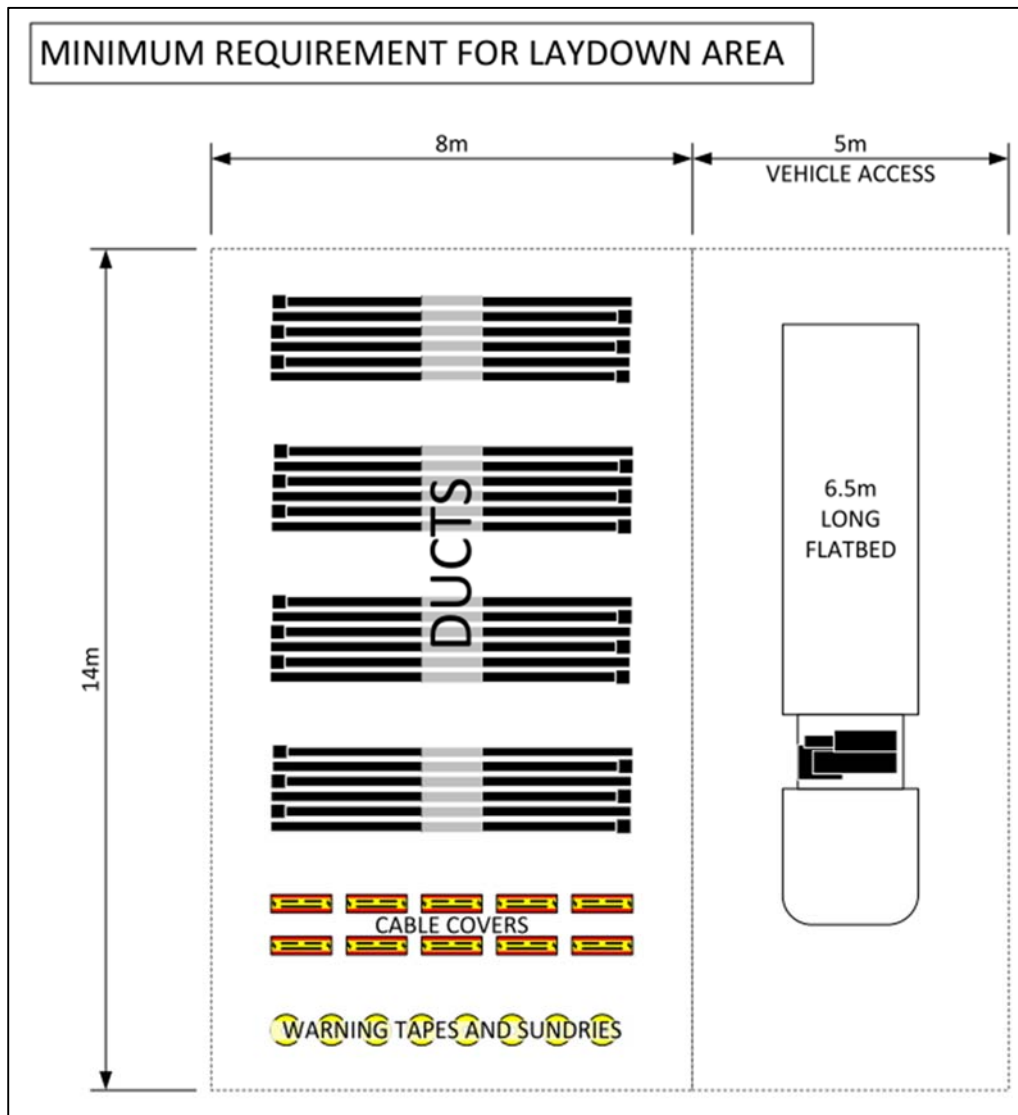 MINIMUM REQUIREMENT FOR LAYDOWN AREA
8m
5m
VEHICLE ACCESS
14m
DUCTS
6.5m
LONG
FLATBED
CABLE COVERS
WARNING TAPES AND SUNDRIES